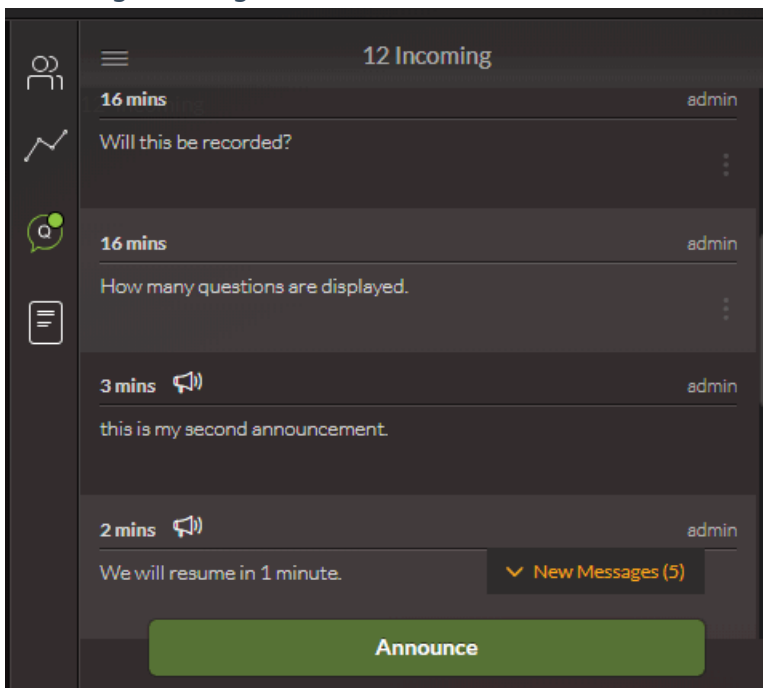 12 Incoming
16 mins admin
Will this be recorded?
16 mins admin
How many questions are displayed.
Q
3 mins admin
this is my second announcement.
2 mins admin
We will resume in 1 minute.
New Messages (5)
Announce